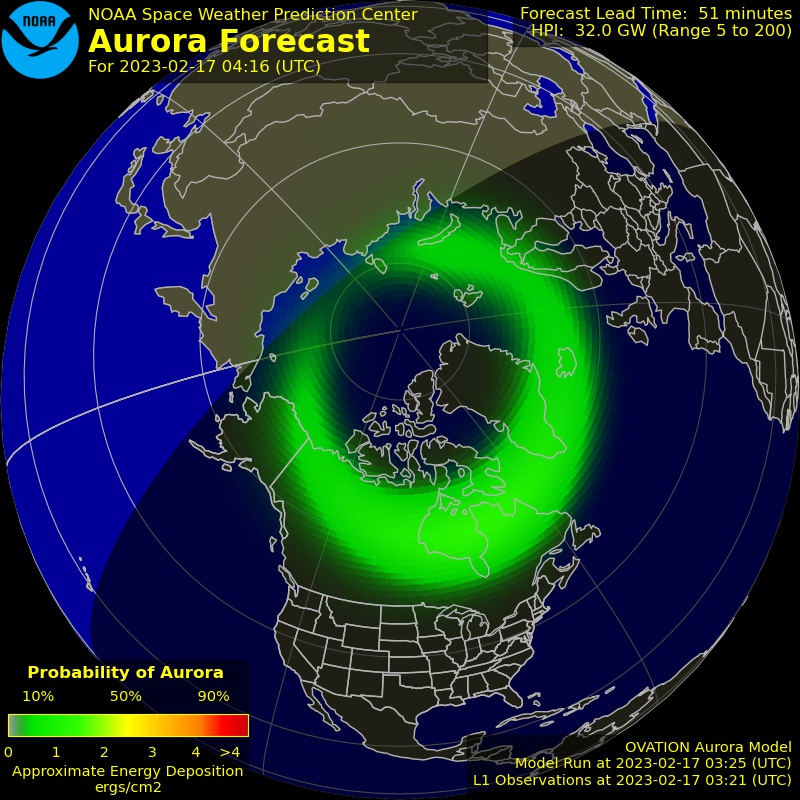 NOAA
NOAA Space Weather Prediction Center
Aurora Forecast
For 2023-02-17 04:16 (UTC)
Forecast Lead Time: 51 minutes
HPI: 32.0 GW (Range 5 to 200)
Probability of Aurora
10% 50% 90%
0 1 2 3 4 >4
Approximate Energy Deposition
ergs/cm2
OVATION Aurora Model
Model Run at 2023-02-17 03:25 (UTC)
L1 Observations at 2023-02-17 03:21 (UTC)